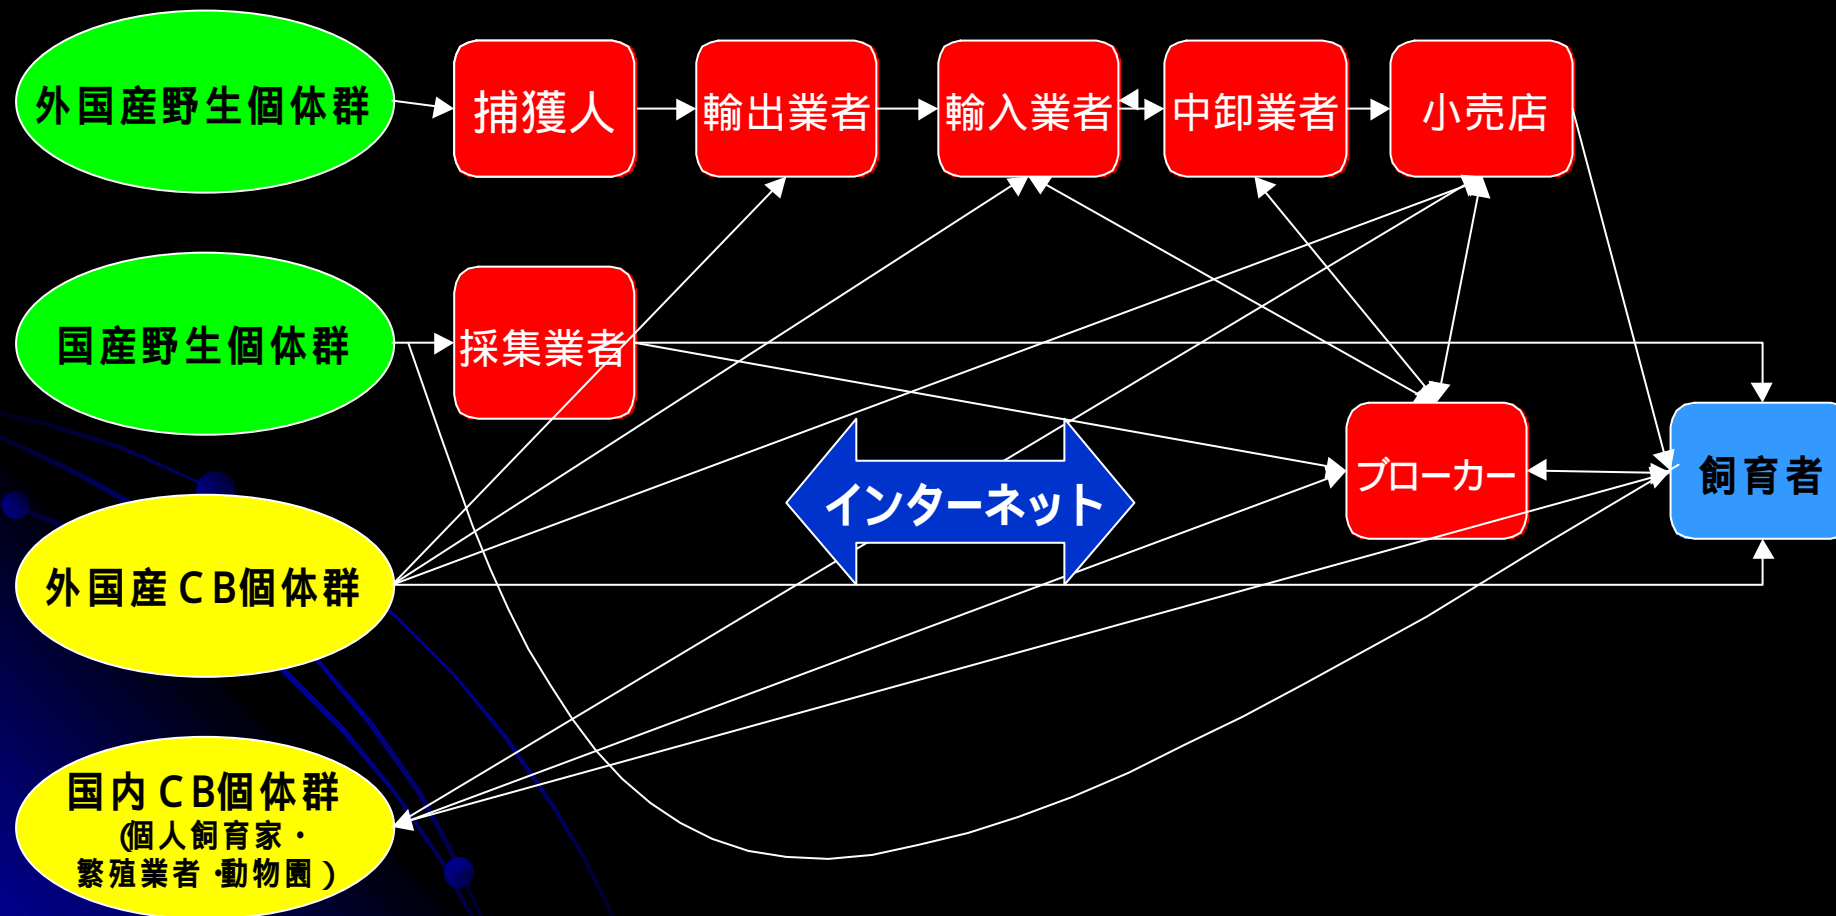 外国産野生個体群
捕獲人
輸出業者
輸入業者
中卸業者
小売店
国産野生個体群
採集業者
ブローカー
飼育者
インターネット
外国産CB個体群
国内CB個体群
(個人飼育家・
繁殖業者・動物園)